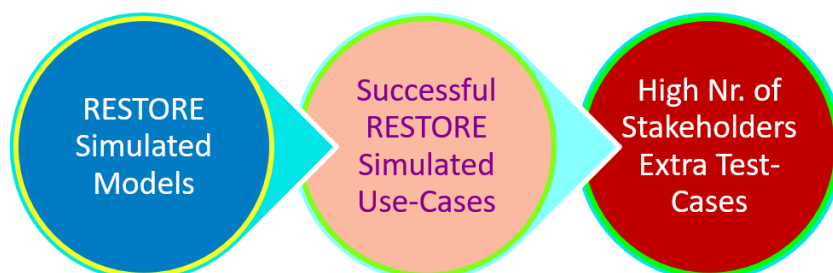 RESTORE
Simulated
Models
Successful
RESTORE
Simulated
Use-Cases
High Nr. of
Stakeholders
Extra Test-
Cases